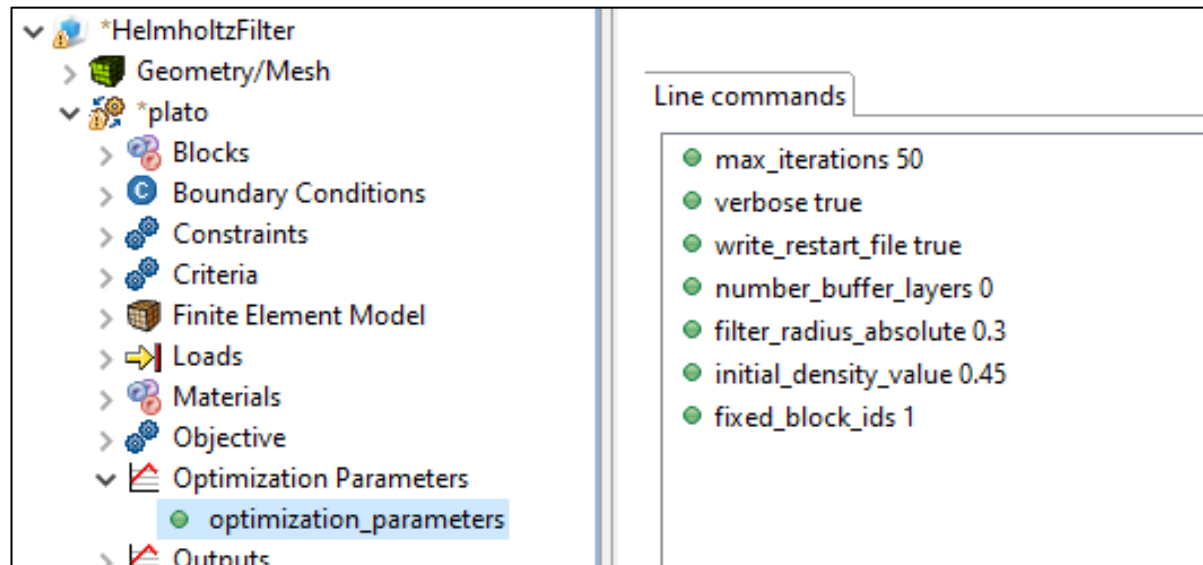 *HelmholtzFilter
Geometry/Mesh
*plato
Blocks
C Boundary Conditions
Constraints
Criteria
Finite Element Model
Loads
Materials
Objective
Optimization Parameters
optimization_parameters
Outputs
Line commands
max_iterations 50
verbose true
write_restart_file true
number_buffer_layers 0
filter_radius_absolute 0.3
initial_density_value 0.45
fixed_block_ids 1